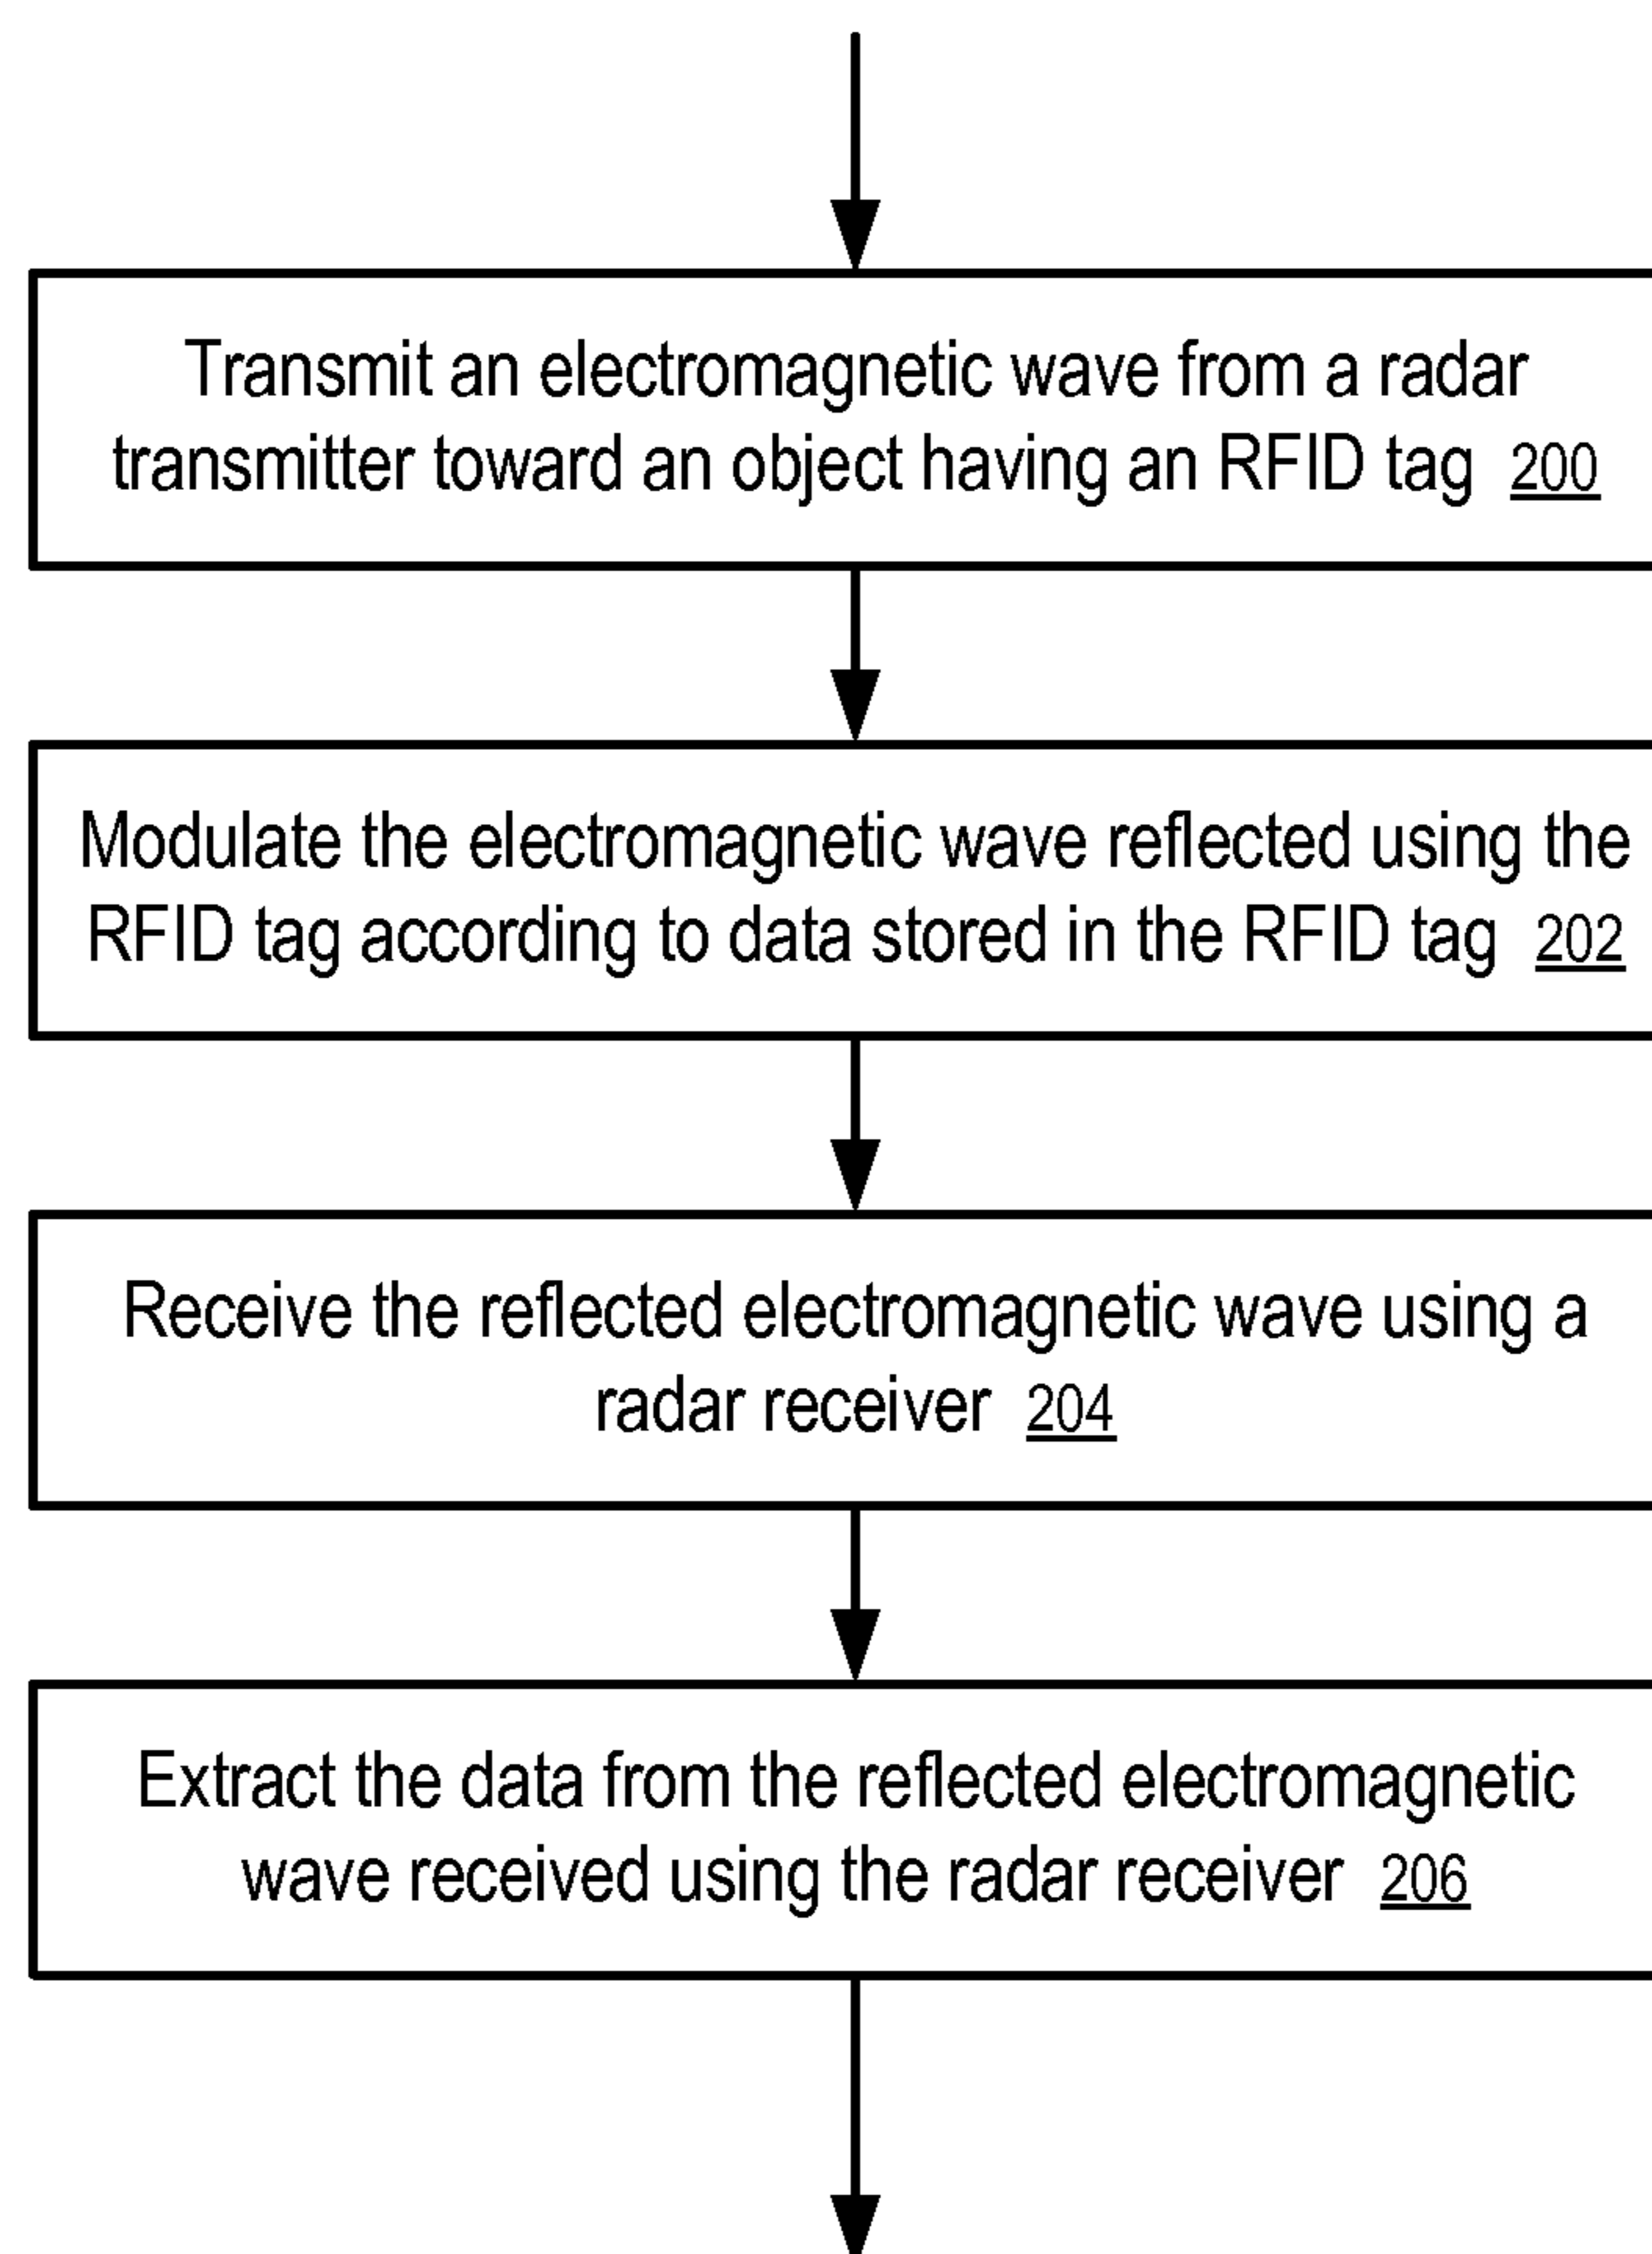 Transmit an electromagnetic wave from a radar
transmitter toward an object having an RFID tag 200
Modulate the electromagnetic wave reflected using the
RFID tag according to data stored in the RFID tag 202
Receive the reflected electromagnetic wave using a
radar receiver 204
Extract the data from the reflected electromagnetic
wave received using the radar receiver 206